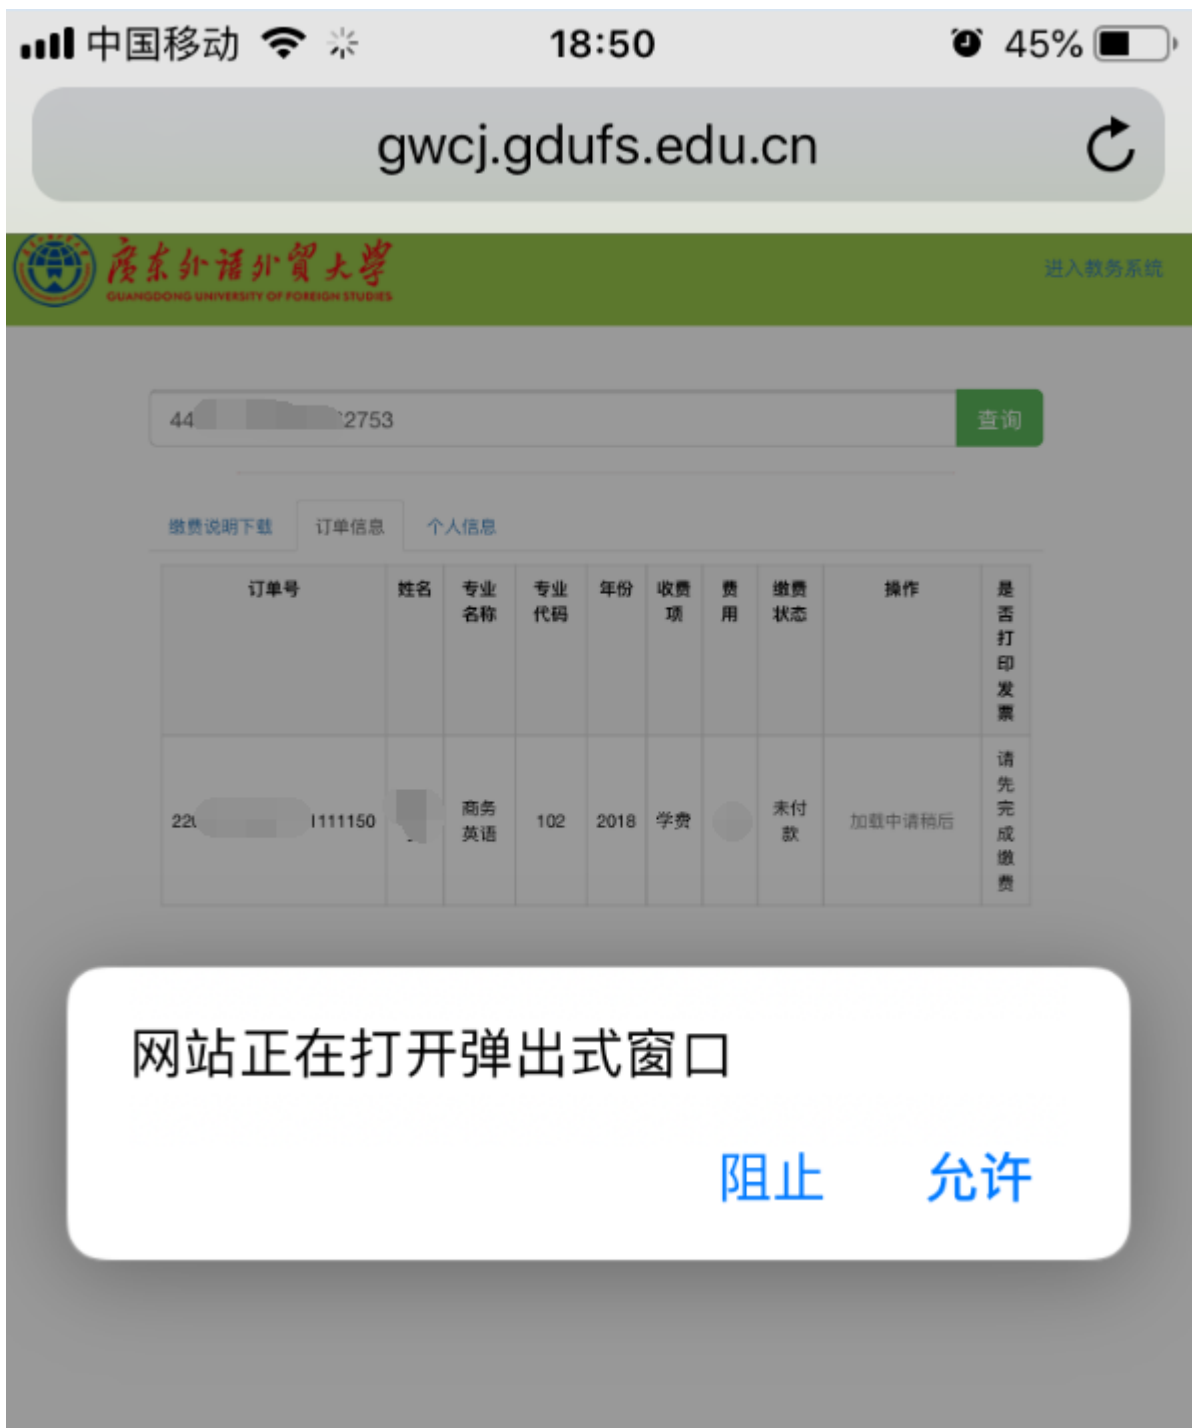 中国移动 18:50 45%
gwcj.gdufs.edu.cn
廣东外语外贸大学 进入教务系统
GUANGDONG UNIVERSITY OF FOREIGN STUDIES
44 2753 查询
缴费说明下载 订单信息 个人信息
订单号 姓名 专业名称 专业代码 年份 收费项 费用 缴费状态 操作 是否打印发票
220 1111150 商务英语 102 2018 学费 未付款 加载中请稍后 请先完成缴费
网站正在打开弹出式窗口
阻止 允许